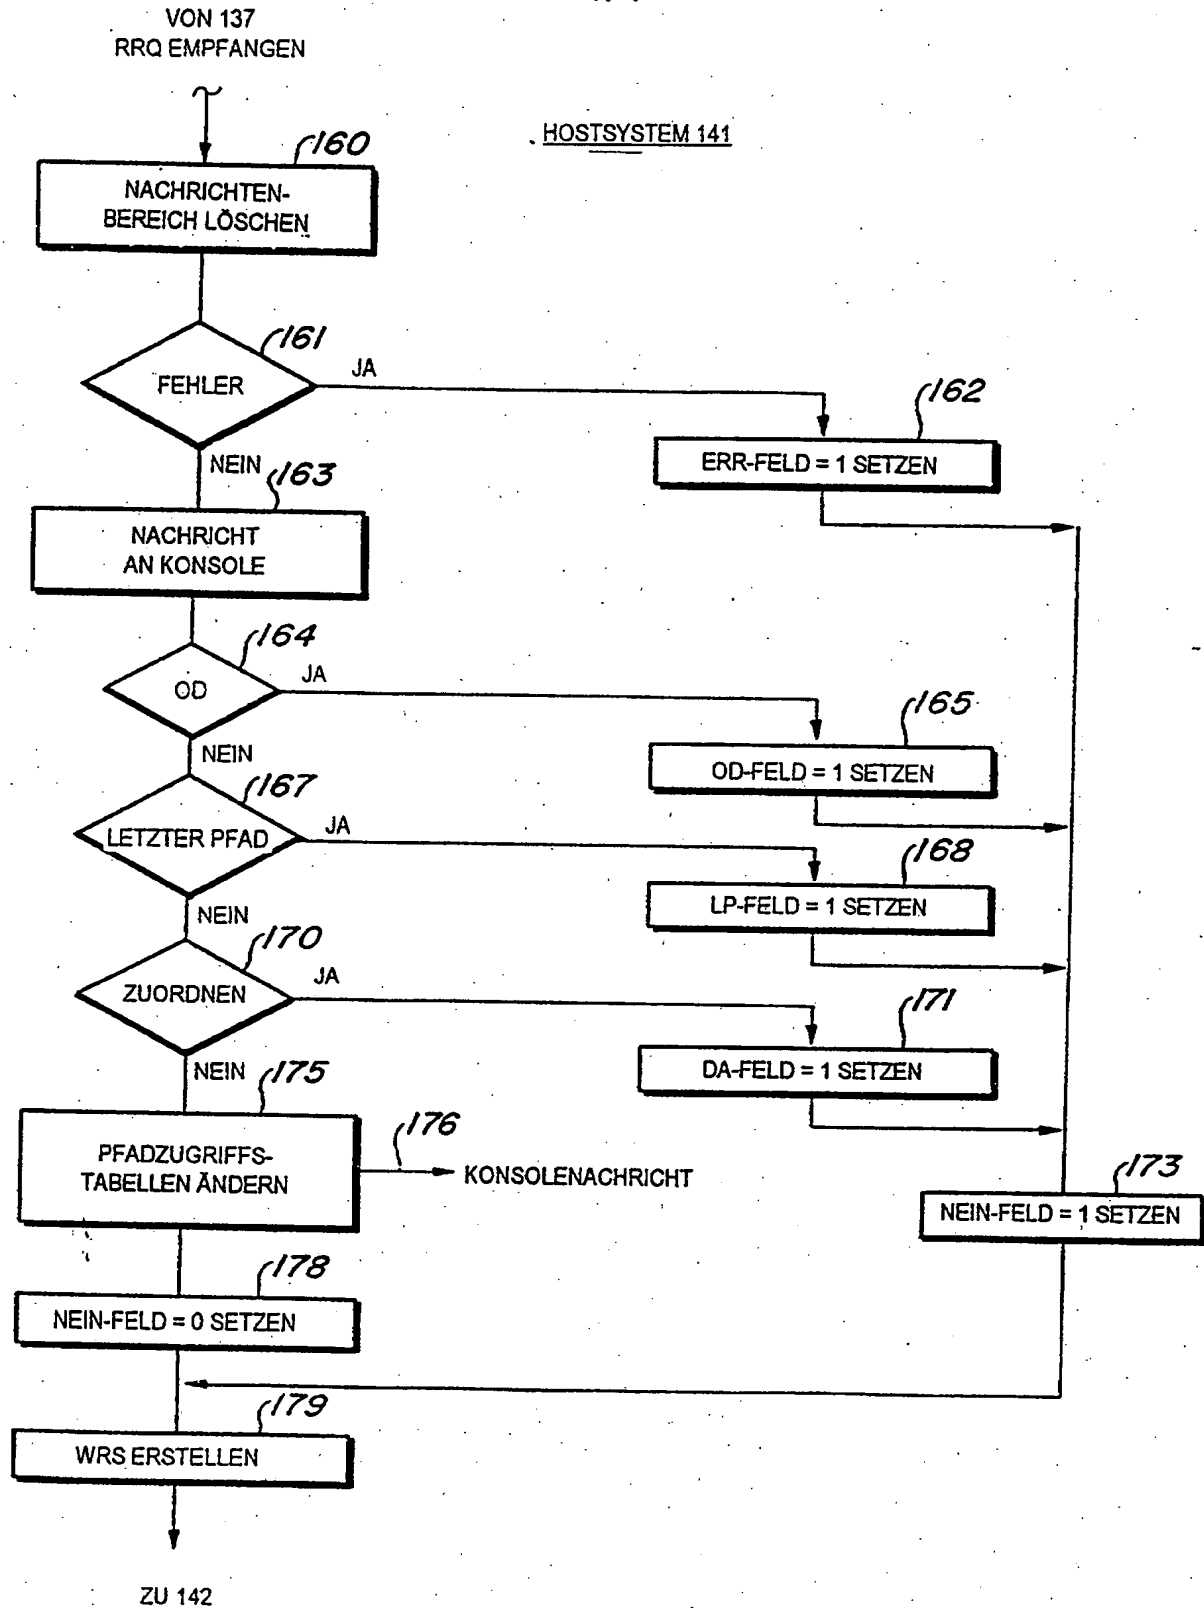 VON 137
RRQ EMPFANGEN
HOSTSYSTEM 141
160
NACHRICHTEN-
BEREICH LÖSCHEN
161
FEHLER
JA
162
ERR-FELD = 1 SETZEN
NEIN
163
NACHRICHT
AN KONSOLE
164
OD
JA
165
OD-FELD = 1 SETZEN
NEIN
167
LETZTER PFAD
JA
168
LP-FELD = 1 SETZEN
NEIN
170
ZUORDNEN
JA
171
DA-FELD = 1 SETZEN
NEIN
175
PFADZUGRIFFS-
TABELLEN ÄNDERN
176
KONSOLENACHRICHT
173
NEIN-FELD = 1 SETZEN
178
NEIN-FELD = 0 SETZEN
179
WRS ERSTELLEN
ZU 142